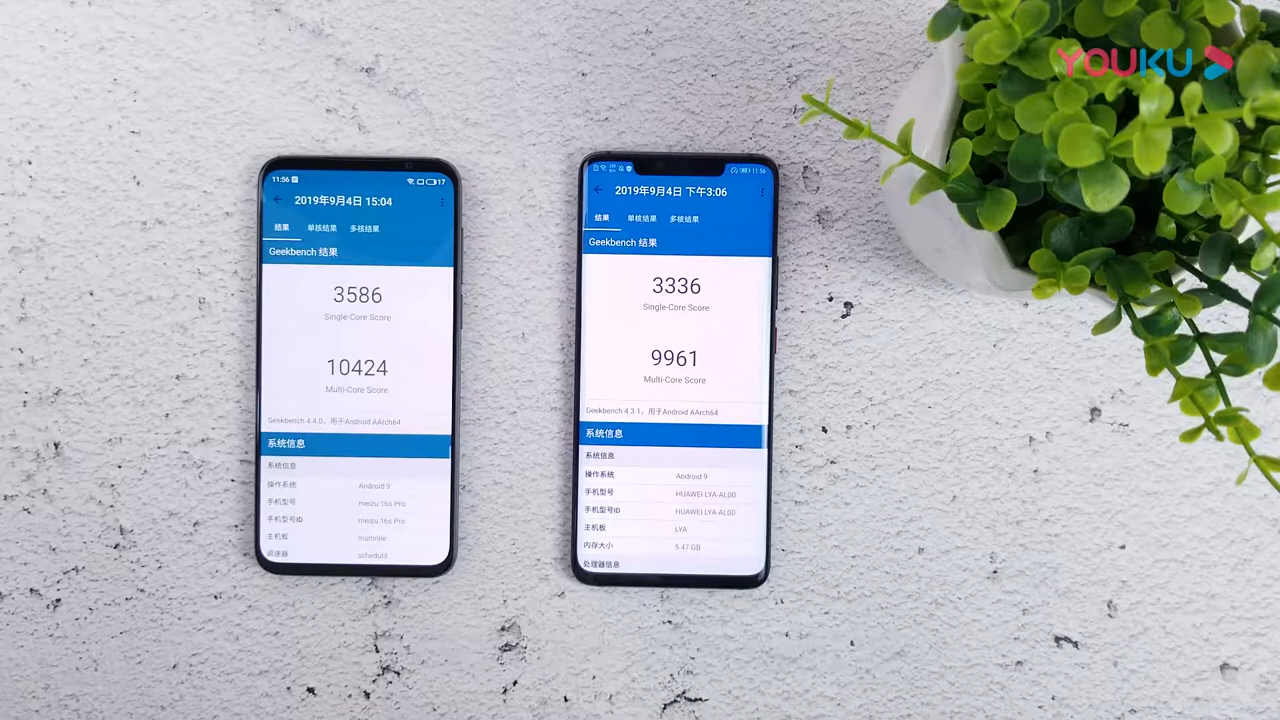 YOUKU
11:56
17
2019年9月4日 15:04
结果 单核结果 多核结果
Geekbench 结果
3586
Single-Core Score
10424
Multi-Core Score
Geekbench 4.4.0，用于Android AArch64
系统信息
系统信息
操作系统 Android 9
手机型号 meizu 16s Pro
手机型号ID meizu 16s Pro
主机板 msmnile
调速器 schedutil
11:56
2019年9月4日 下午3:06
结果 单核结果 多核结果
Geekbench 结果
3336
Single-Core Score
9961
Multi-Core Score
Geekbench 4.3.1，用于Android AArch64
系统信息
系统信息
操作系统 Android 9
手机型号 HUAWEI LYA-AL00
手机型号ID HUAWEI LYA-AL00
主机板 LYA
内存大小 5.47 GB
处理器信息